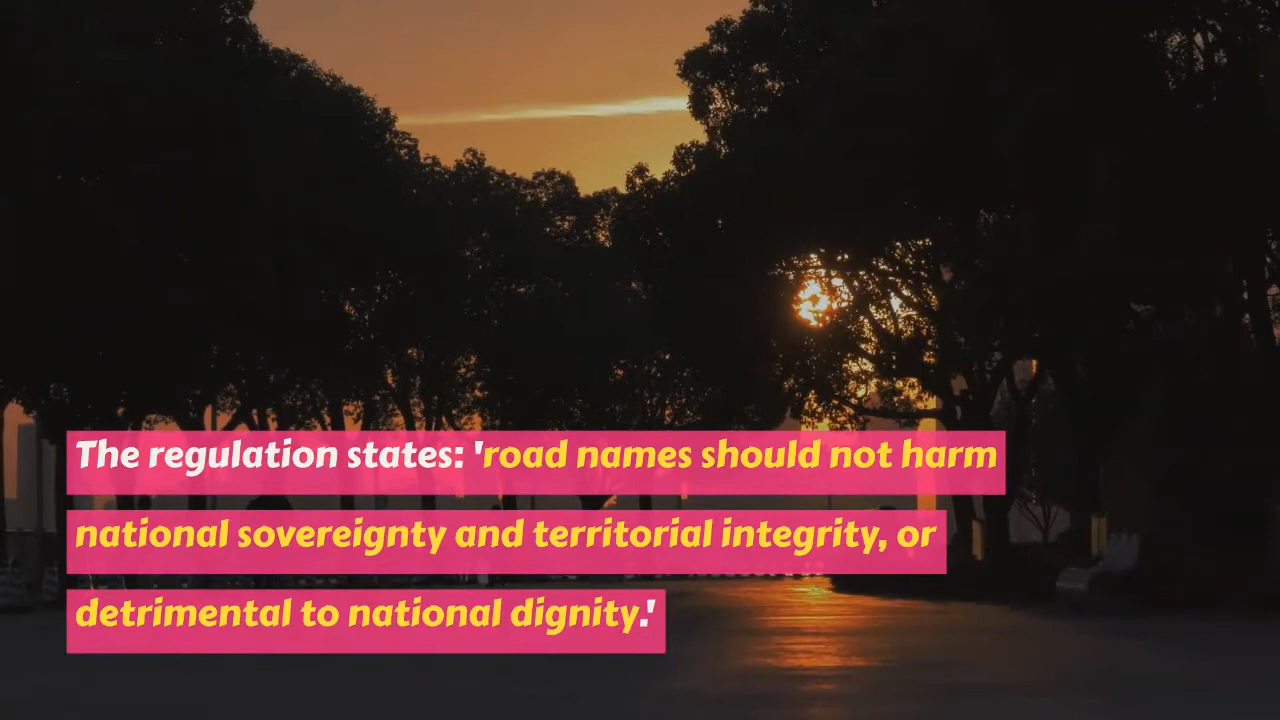 The regulation states: 'road names should not harm
national sovereignty and territorial integrity, or
detrimental to national dignity.'